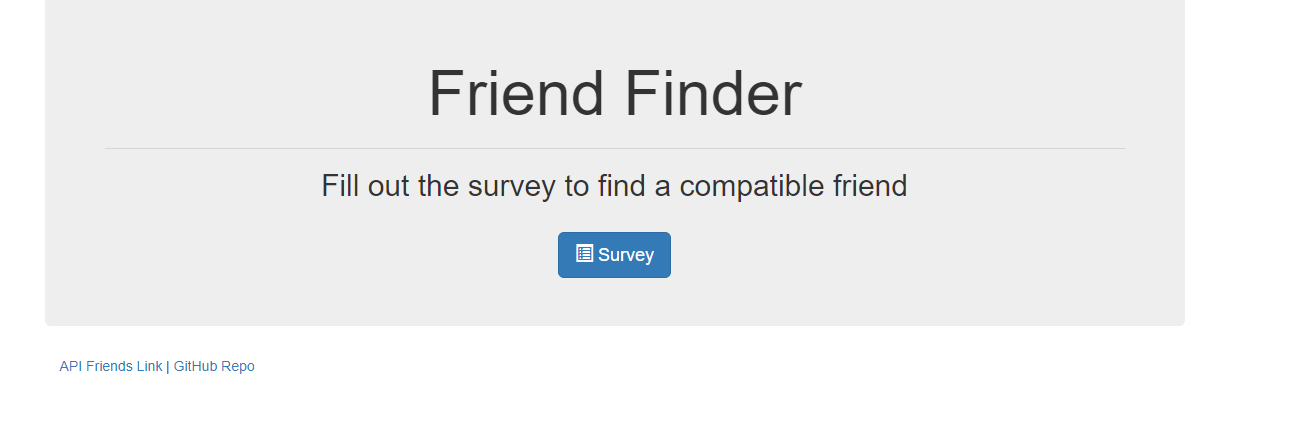 Friend Finder
Fill out the survey to find a compatible friend
Survey
API Friends Link | GitHub Repo